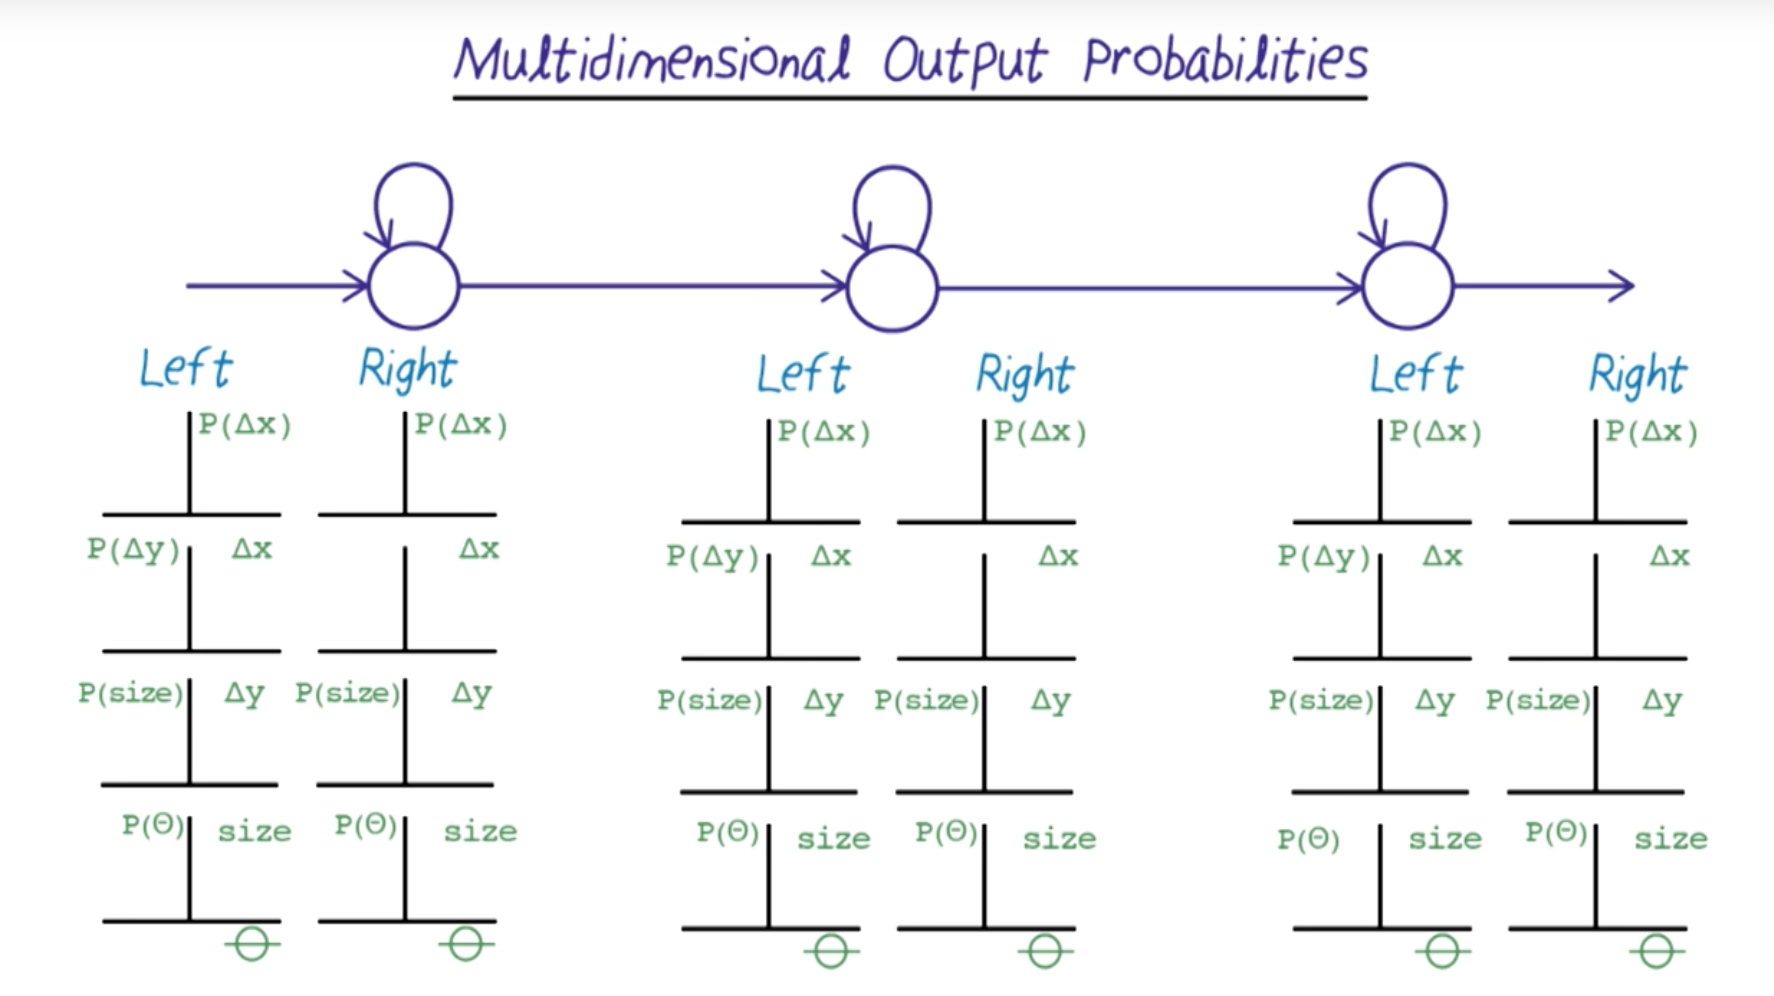 Multidimensional Output Probabilities
Left Right Left Right Left Right
P(Δx) P(Δx) P(Δx) P(Δx) P(Δx) P(Δx)
P(Δy) Δx Δx P(Δy) Δx Δx P(Δy) Δx Δx
P(size) Δy P(size) Δy P(size) Δy P(size) Δy P(size) Δy P(size) Δy
P(Θ) size P(Θ) size P(Θ) size P(Θ) size P(Θ) size P(Θ) size
Θ Θ Θ Θ Θ Θ